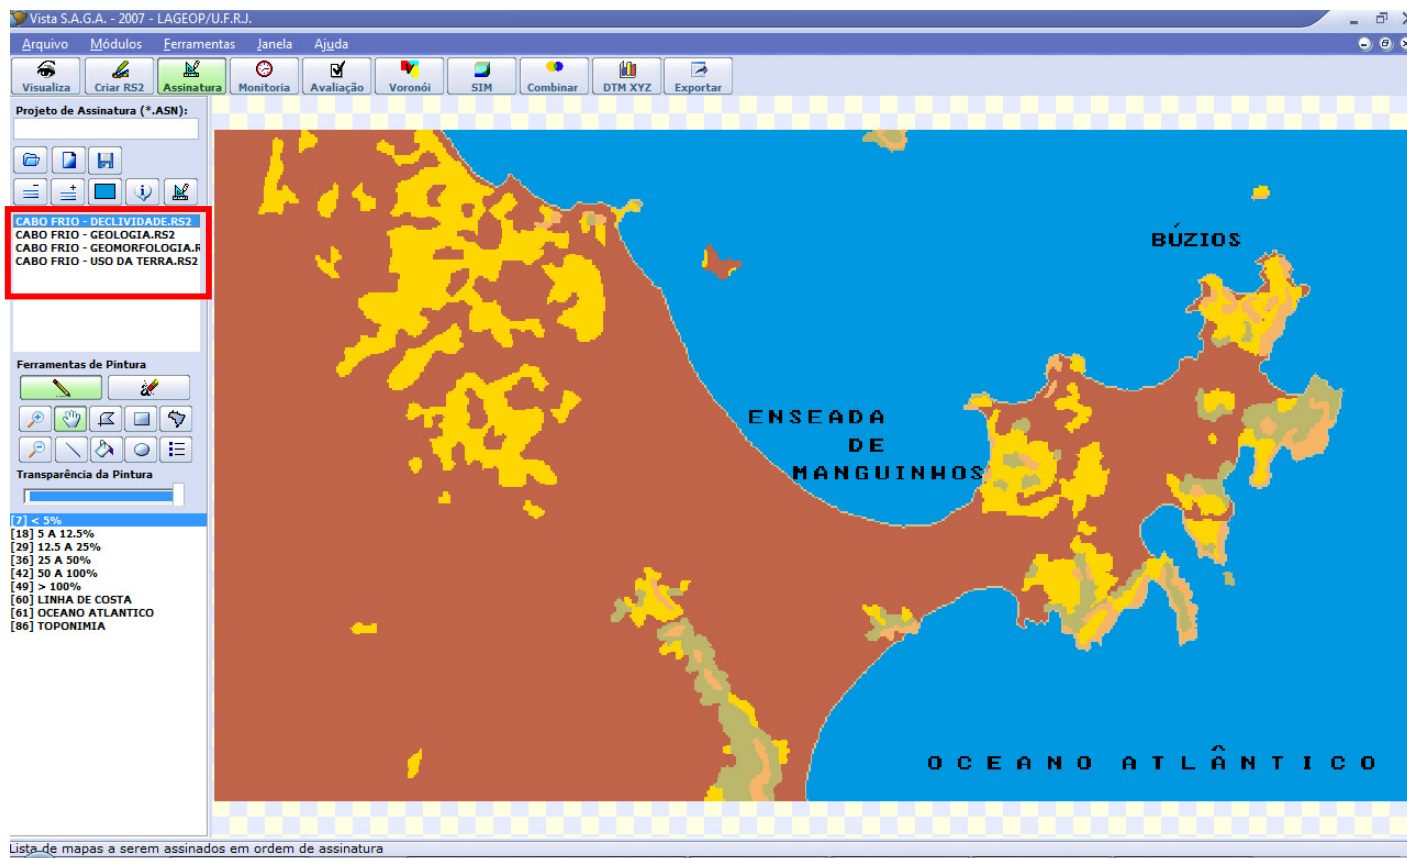 Vista S.A.G.A. - 2007 - LAGEOP/U.F.R.J.
Arquivo Módulos Ferramentas Janela Ajuda
Visualiza Criar RS2 Assinatura Monitoria Avaliação Voronói SIM Combinar DTM XYZ Exportar
Projeto de Assinatura (*.ASN):
CABO FRIO - DECLIVIDADE.RS2
CABO FRIO - GEOLOGIA.RS2
CABO FRIO - GEOMORFOLOGIA.R
CABO FRIO - USO DA TERRA.RS2
Ferramentas de Pintura
Transparência da Pintura
[7] < 5%
[18] 5 A 12.5%
[29] 12.5 A 25%
[36] 25 A 50%
[42] 50 A 100%
[49] > 100%
[60] LINHA DE COSTA
[61] OCEANO ATLANTICO
[86] TOPONIMIA
BÚZIOS
ENSEADA
DE
MANGUINHOS
OCEANO ATLÂNTICO
Lista de mapas a serem assinados em ordem de assinatura